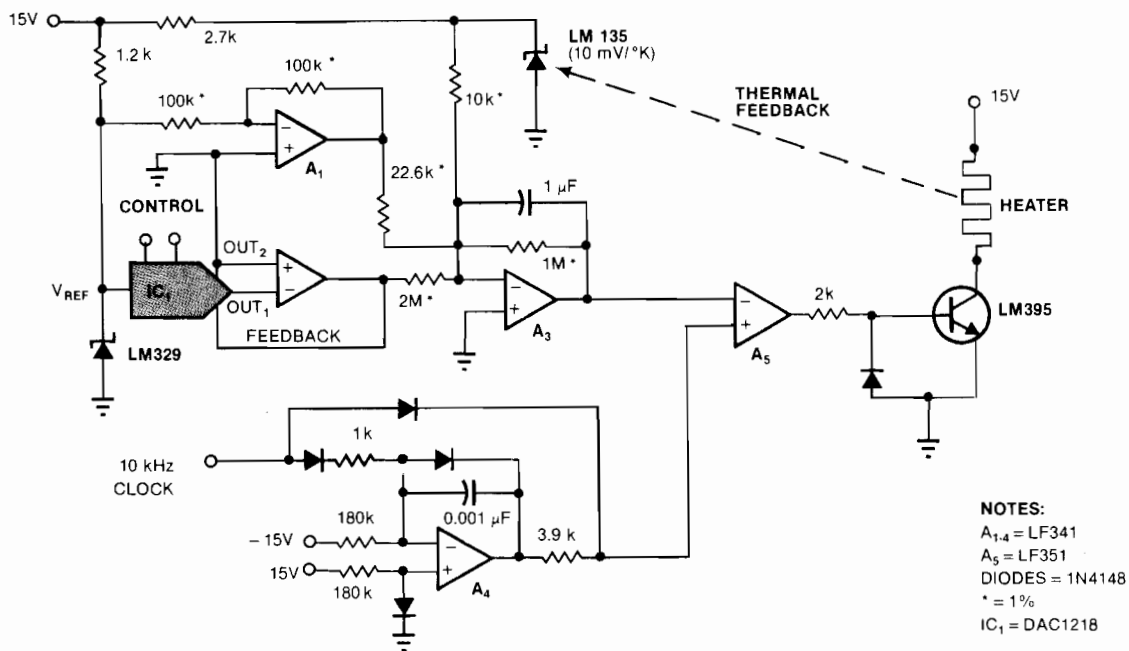 15V
2.7k
1.2 k
LM 135
(10 mV/°K)
100k *
100k *
10k *
THERMAL
FEEDBACK
15V
−
+
A1
22.6k *
1 µF
HEATER
CONTROL
OUT2
+
−
1M *
VREF
IC1
OUT1
2M *
−
+
A3
2k
LM395
FEEDBACK
−
+
A5
LM329
1k
10 kHz
CLOCK
0.001 µF
180k
− 15V
−
3.9 k
15V
+
180k
A4
NOTES:
A1-4 = LF341
A5 = LF351
DIODES = 1N4148
* = 1%
IC1 = DAC1218